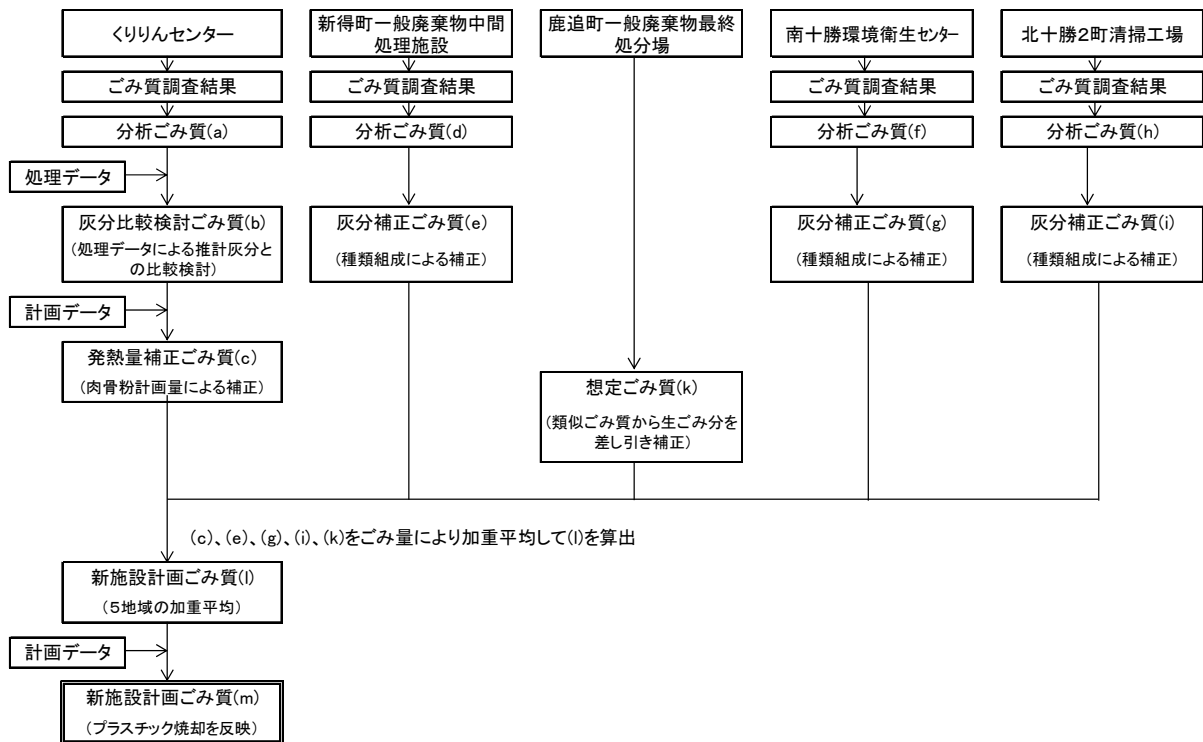 くりりんセンター
新得町一般廃棄物中間
処理施設
鹿追町一般廃棄物最終
処分場
南十勝環境衛生センター
北十勝2町清掃工場
ごみ質調査結果
ごみ質調査結果
ごみ質調査結果
ごみ質調査結果
分析ごみ質(a)
分析ごみ質(d)
分析ごみ質(f)
分析ごみ質(h)
処理データ
灰分比較検討ごみ質(b)
(処理データによる推計灰分と
の比較検討)
灰分補正ごみ質(e)
(種類組成による補正)
灰分補正ごみ質(g)
(種類組成による補正)
灰分補正ごみ質(i)
(種類組成による補正)
計画データ
発熱量補正ごみ質(c)
(肉骨粉計画量による補正)
想定ごみ質(k)
(類似ごみ質から生ごみ分を
差し引き補正)
(c)、(e)、(g)、(i)、(k)をごみ量により加重平均して(l)を算出
新施設計画ごみ質(l)
(5地域の加重平均)
計画データ
新施設計画ごみ質(m)
(プラスチック焼却を反映)